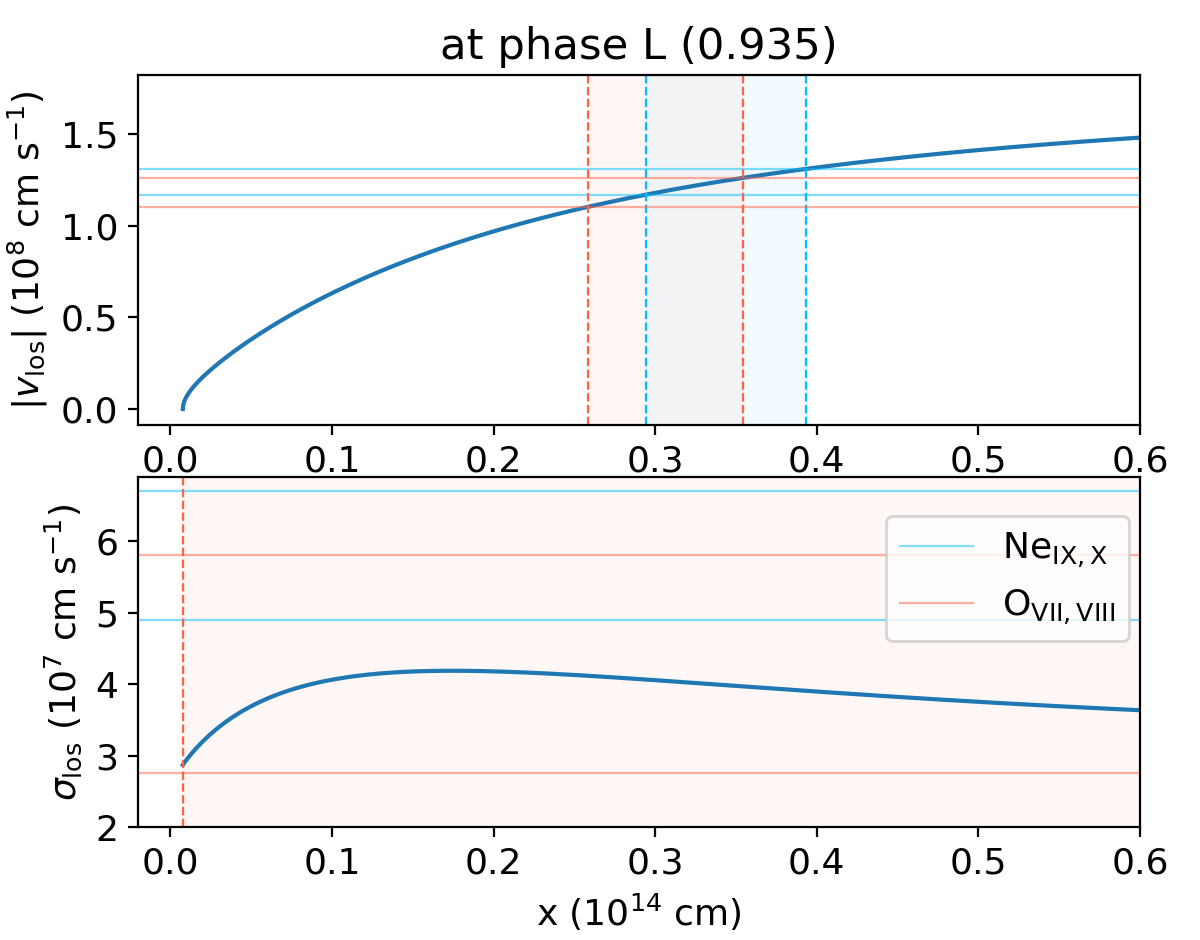 at phase L (0.935)
|v_los| (10^8 cm s^−1)
1.5
1.0
0.5
0.0
0.0 0.1 0.2 0.3 0.4 0.5 0.6
σ_los (10^7 cm s^−1)
6
5
4
3
2
Ne_IX, X
O_VII, VIII
0.0 0.1 0.2 0.3 0.4 0.5 0.6
x (10^14 cm)